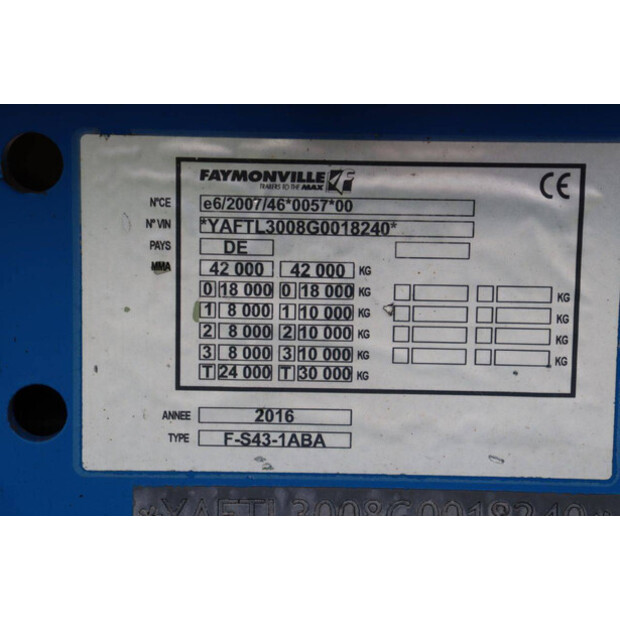 FAYMONVILLE
TRAILERS TO THE MAX
CE
N°CE e6/2007/46*0057*00
N°VIN *YAFTL3008G0018240*
PAYS DE
MMA 42 000 42 000 KG
0 18 000 0 18 000 KG KG
1 8 000 1 10 000 KG KG
2 8 000 2 10 000 KG KG
3 8 000 3 10 000 KG KG
T 24 000 T 30 000 KG
ANNEE 2016
TYPE F-S43-1ABA
*YAFTL3008G0018240*